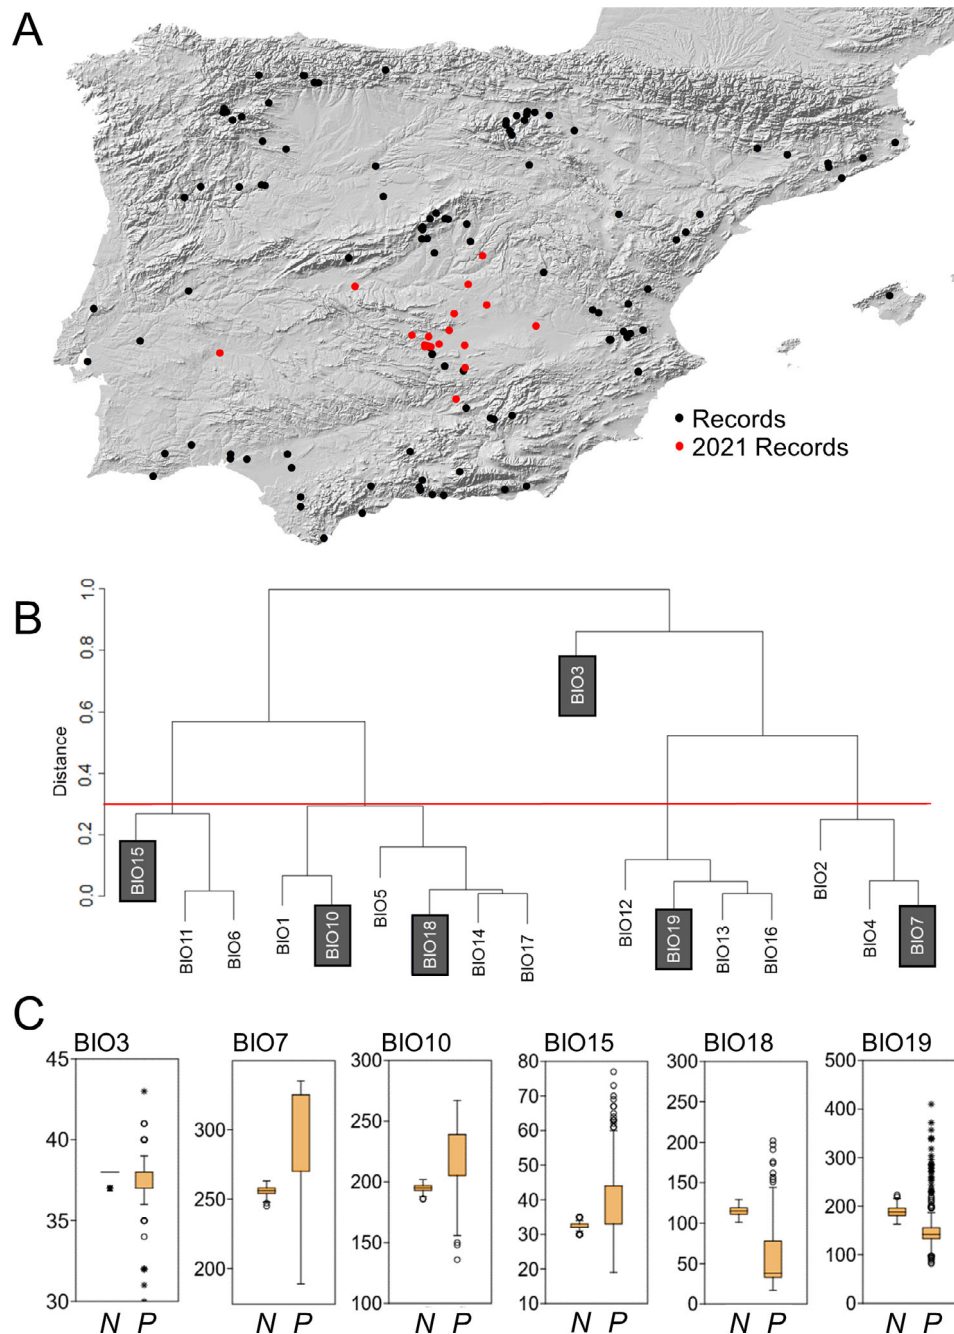 A
Records
2021 Records
B
Distance
1.0
0.8
0.6
0.4
0.2
0.0
BIO3
BIO15
BIO11
BIO6
BIO1
BIO10
BIO5
BIO18
BIO14
BIO17
BIO12
BIO19
BIO13
BIO16
BIO2
BIO4
BIO7
C
BIO3 BIO7 BIO10 BIO15 BIO18 BIO19
45
40
35
30
300
250
200
300
250
200
150
100
80
70
60
50
40
30
20
10
300
250
200
150
100
50
0
500
400
300
200
100
0
N P N P N P N P N P N P